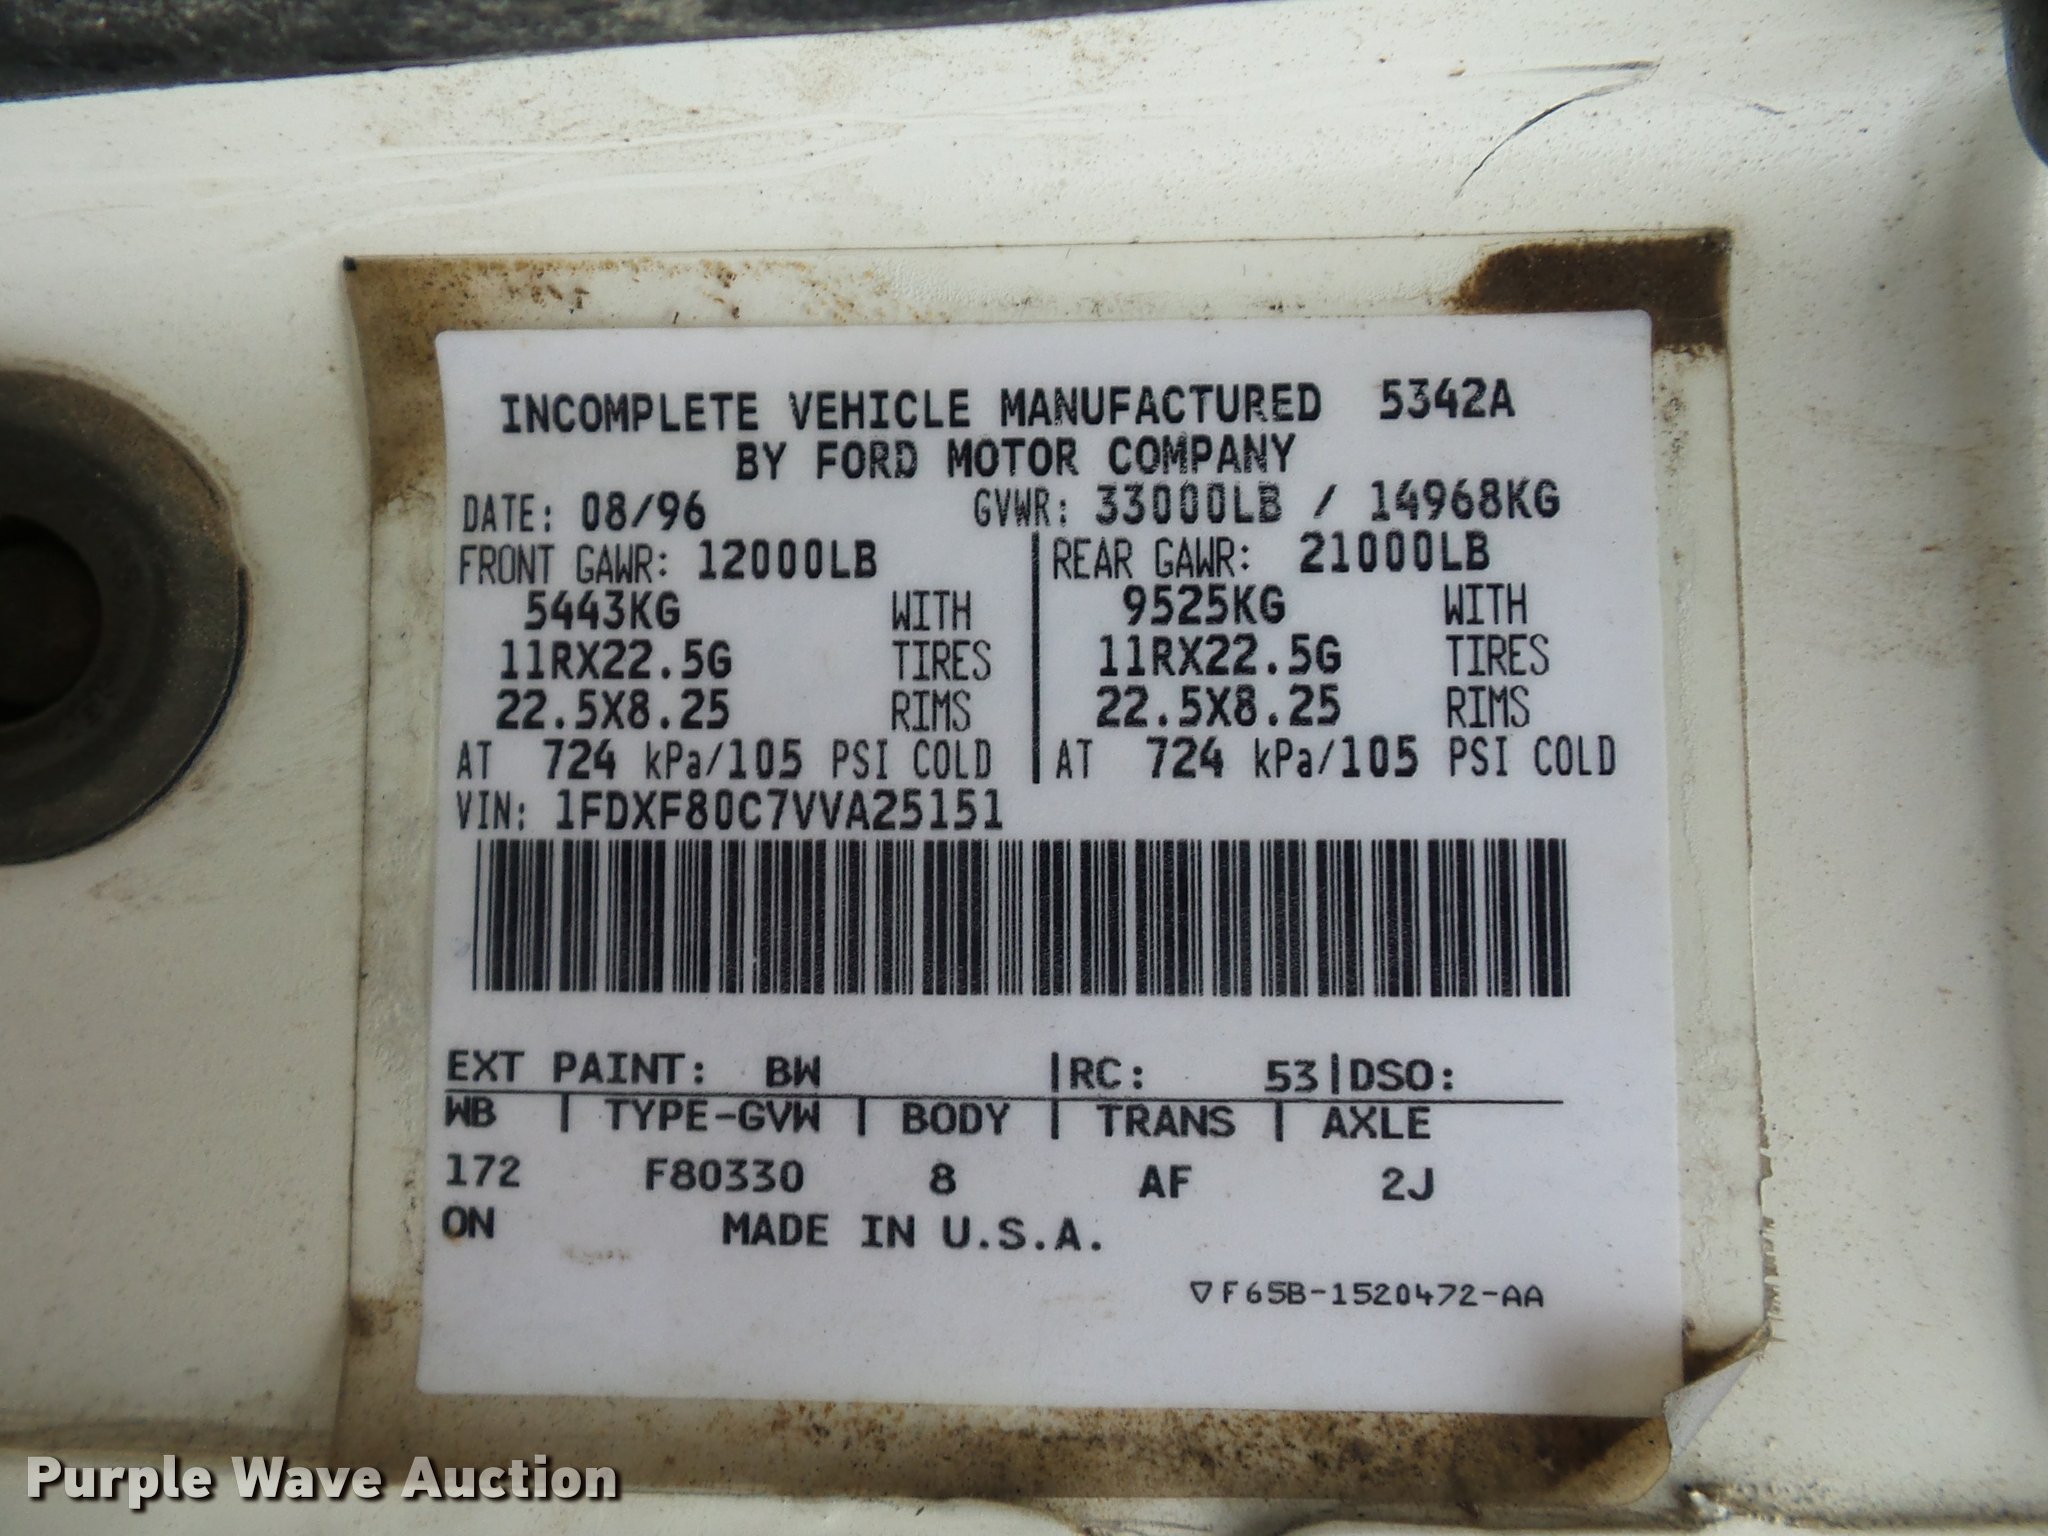 INCOMPLETE VEHICLE MANUFACTURED 5342A
BY FORD MOTOR COMPANY
DATE: 08/96 GVWR: 33000LB / 14968KG
FRONT GAWR: 12000LB REAR GAWR: 21000LB
5443KG WITH 9525KG WITH
11RX22.5G TIRES 11RX22.5G TIRES
22.5X8.25 RIMS 22.5X8.25 RIMS
AT 724 kPa/105 PSI COLD AT 724 kPa/105 PSI COLD
VIN: 1FDXF80C7VVA25151
EXT PAINT: BW |RC: 53|DSO:
WB | TYPE-GVW | BODY | TRANS | AXLE
172 F80330 8 AF 2J
ON MADE IN U.S.A.
▽F65B-1520472-AA
Purple Wave Auction